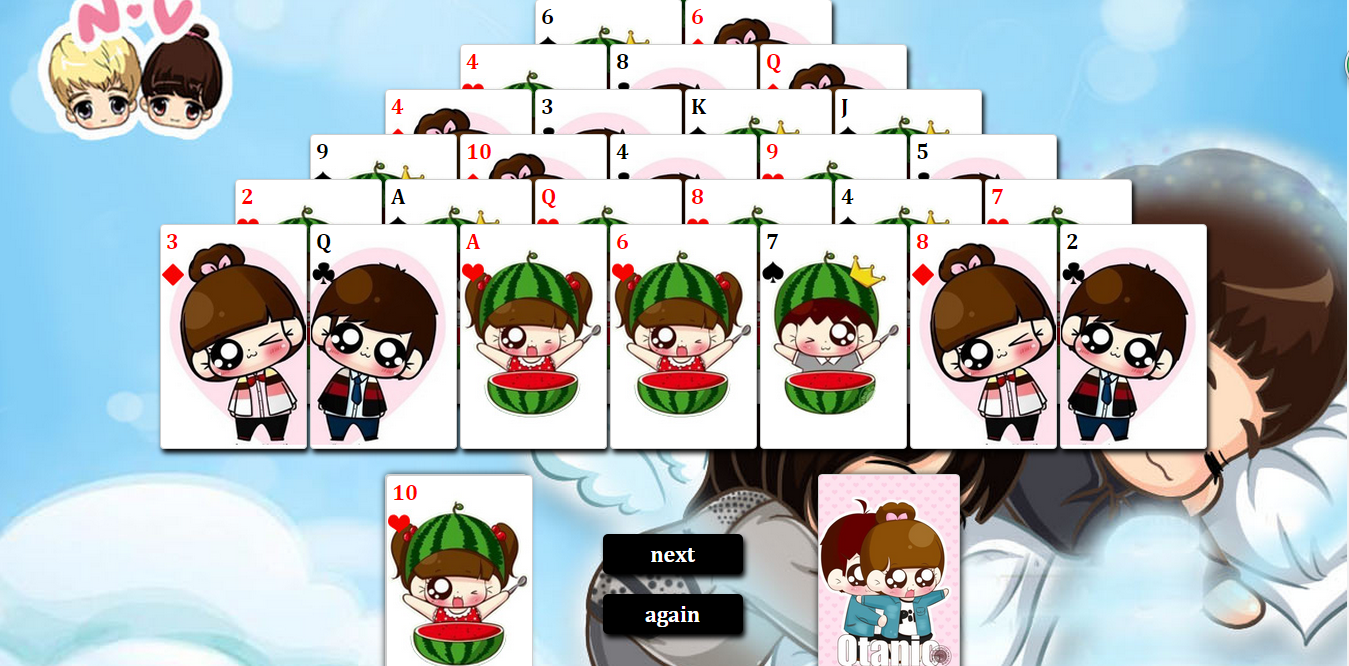 N♥V
6 6
4 8 Q
4 3 K J
9 10 4 9 5
2 A Q 8 4 7
3 Q A 6 7 8 2
10
next
again
Qtanic